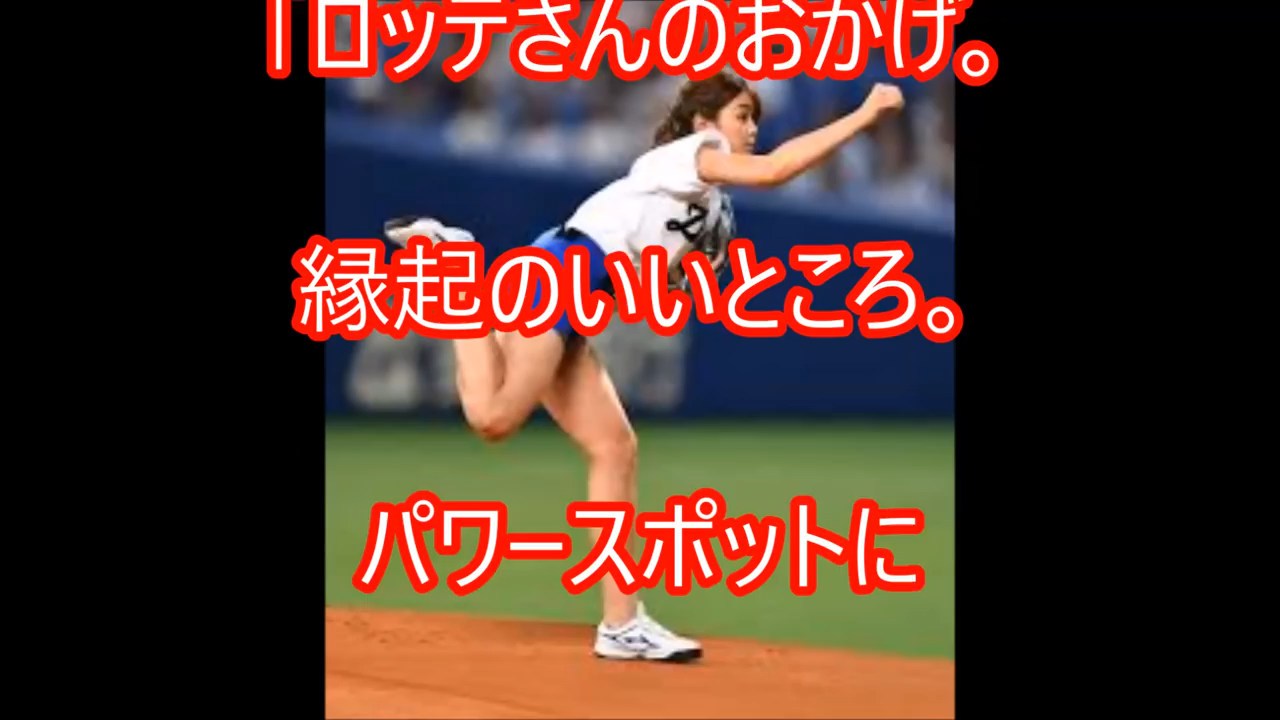 「ロッテさんのおかげ。
縁起のいいところ。
パワースポットに